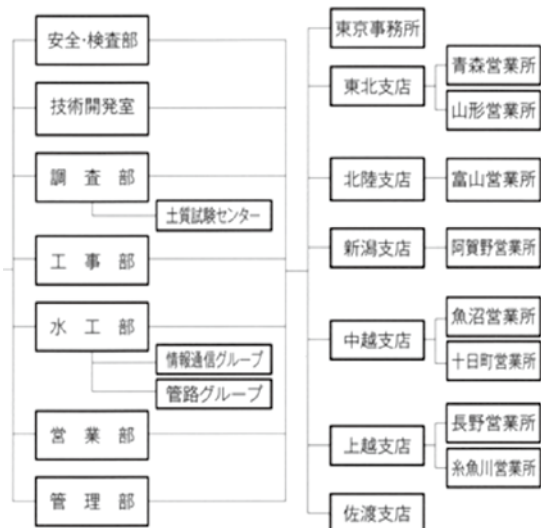 安全・検査部
技術開発室
調査部
土質試験センター
工事部
水工部
情報通信グループ
管路グループ
営業部
管理部
東京事務所
東北支店
青森営業所
山形営業所
北陸支店
富山営業所
新潟支店
阿賀野営業所
中越支店
魚沼営業所
十日町営業所
上越支店
長野営業所
糸魚川営業所
佐渡支店